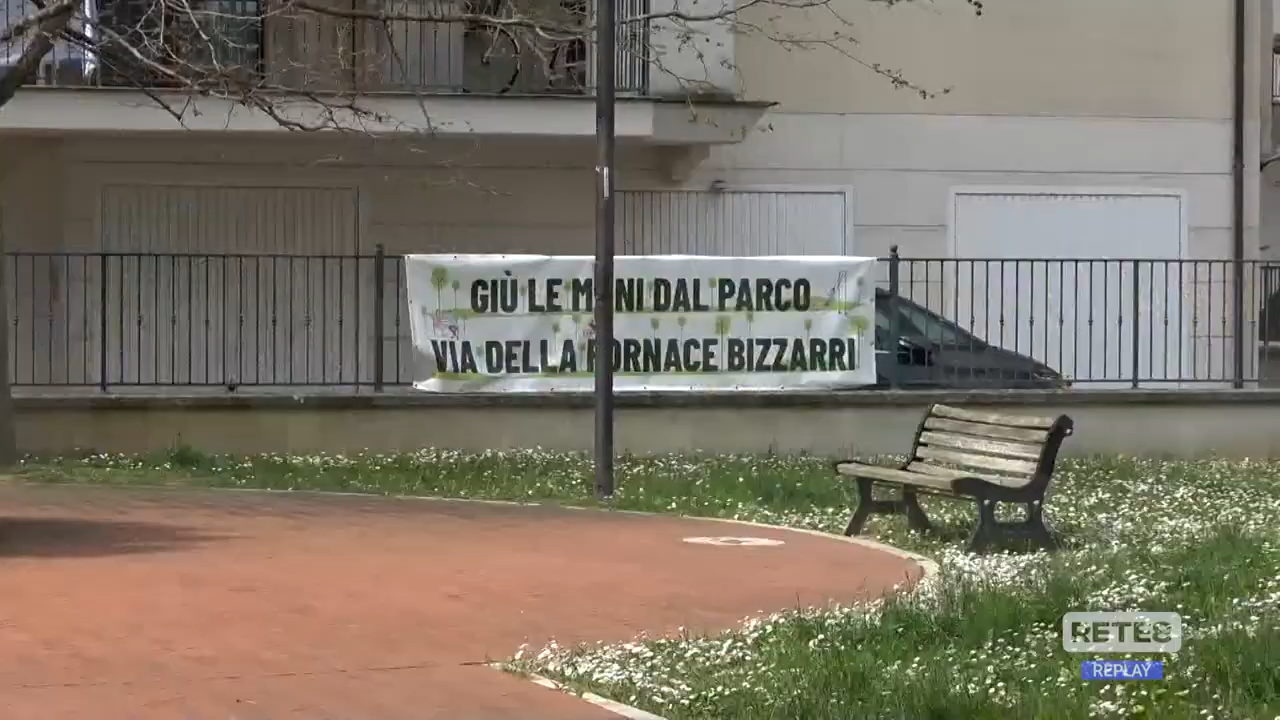 GIÙ LE MANI DAL PARCO
VIA DELLA FORNACE BIZZARRI
RETE8
REPLAY